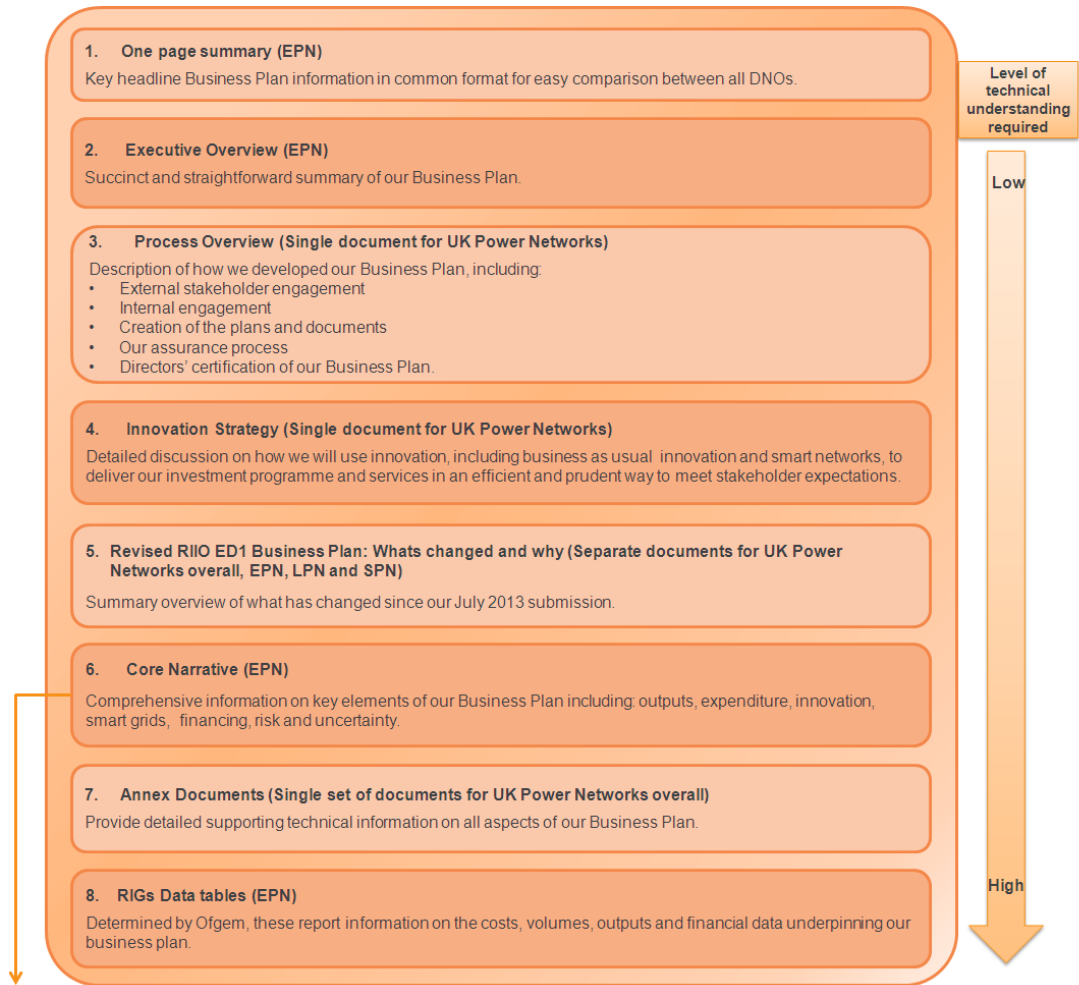 1. One page summary (EPN)
Key headline Business Plan information in common format for easy comparison between all DNOs.
Level of
technical
understanding
required
2. Executive Overview (EPN)
Succinct and straightforward summary of our Business Plan.
Low
3. Process Overview (Single document for UK Power Networks)
Description of how we developed our Business Plan, including:
• External stakeholder engagement
• Internal engagement
• Creation of the plans and documents
• Our assurance process
• Directors' certification of our Business Plan.
4. Innovation Strategy (Single document for UK Power Networks)
Detailed discussion on how we will use innovation, including business as usual innovation and smart networks, to
deliver our investment programme and services in an efficient and prudent way to meet stakeholder expectations.
5. Revised RIIO ED1 Business Plan: Whats changed and why (Separate documents for UK Power
Networks overall, EPN, LPN and SPN)
Summary overview of what has changed since our July 2013 submission.
6. Core Narrative (EPN)
Comprehensive information on key elements of our Business Plan including: outputs, expenditure, innovation,
smart grids, financing, risk and uncertainty.
7. Annex Documents (Single set of documents for UK Power Networks overall)
Provide detailed supporting technical information on all aspects of our Business Plan.
High
8. RIGs Data tables (EPN)
Determined by Ofgem, these report information on the costs, volumes, outputs and financial data underpinning our
business plan.